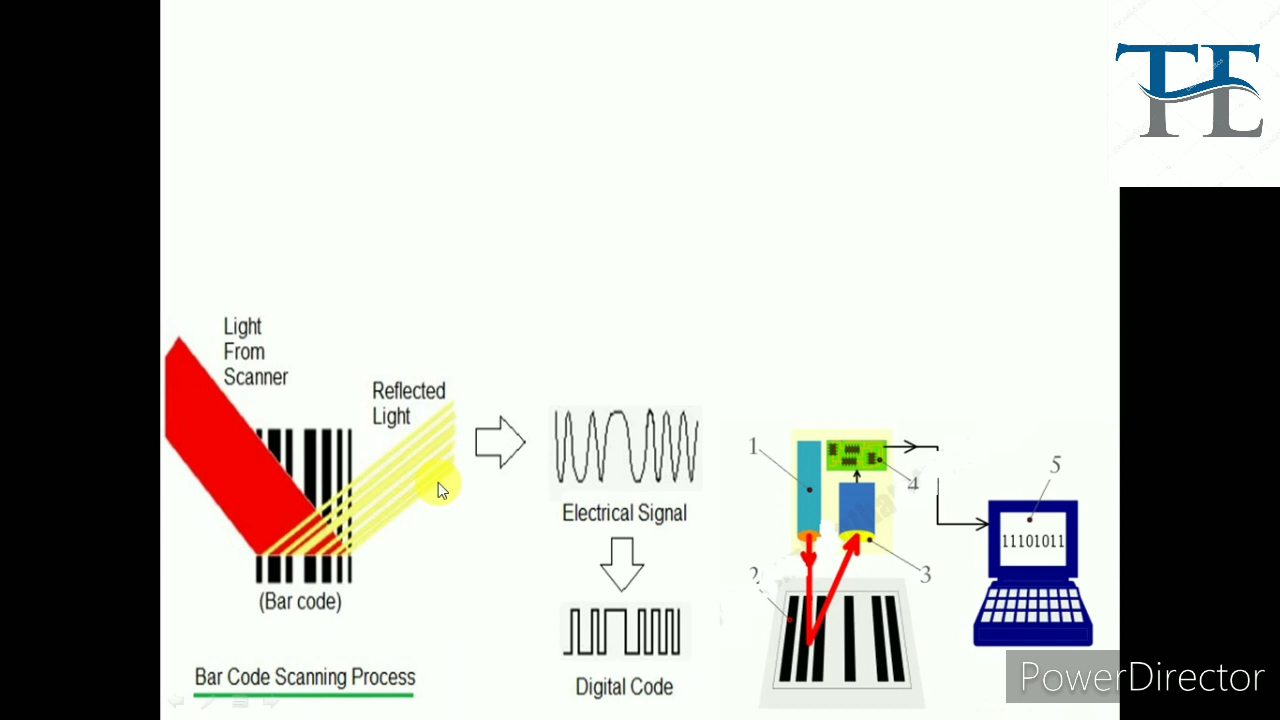 TE
Light
From
Scanner
Reflected
Light
(Bar code)
Bar Code Scanning Process
Electrical Signal
Digital Code
1
2
3
4
5
11101011
PowerDirector